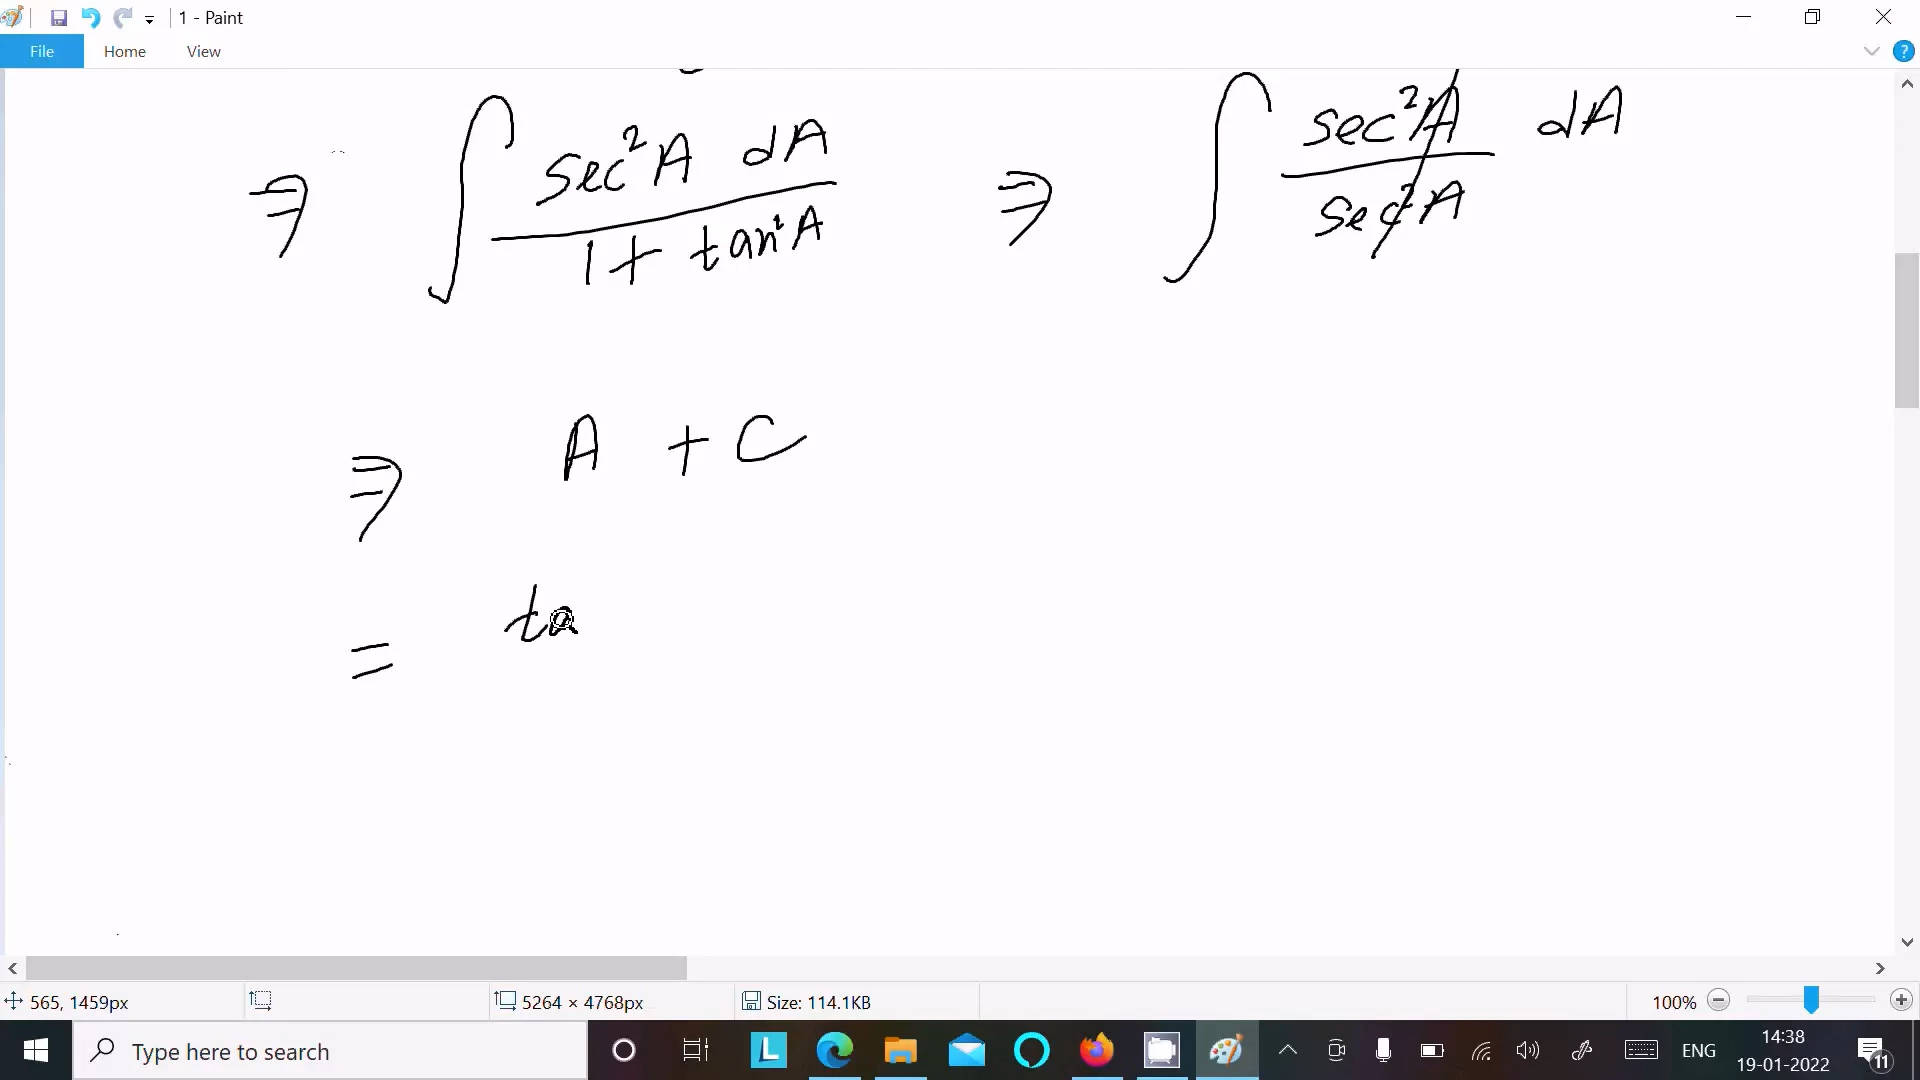 1 - Paint
File Home View
⇒ ∫ sec²A dA / 1 + tan²A ⇒ ∫ sec²A / sec²A dA
⇒ A + C
= ta
565, 1459px 5264 × 4768px Size: 114.1KB 100%
Type here to search L ENG 14:38
19-01-2022 11